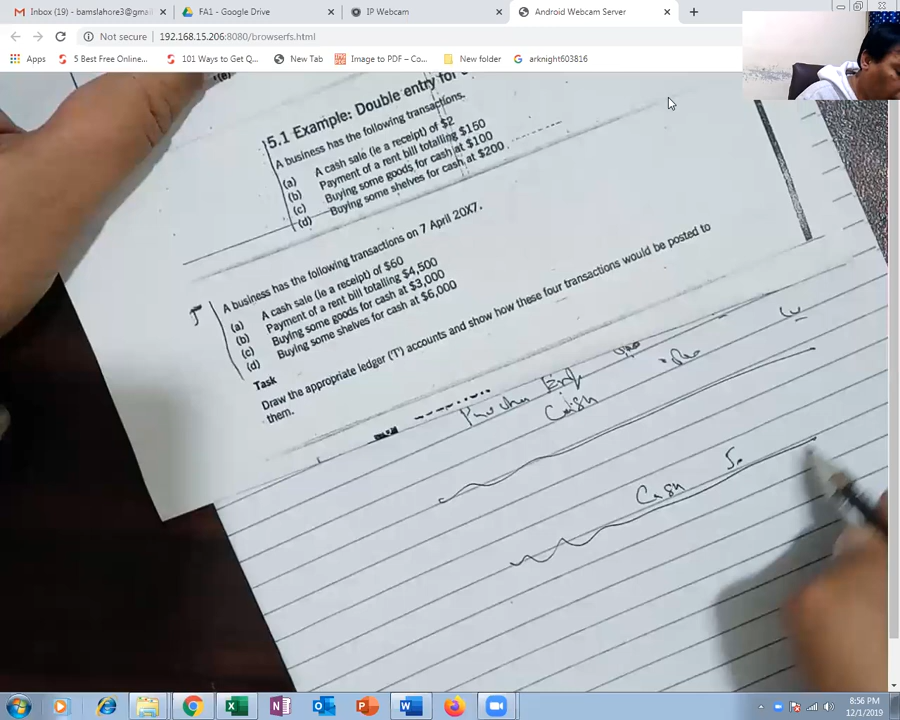 Inbox (19) - bamslahore3@gmai
FA1 - Google Drive
IP Webcam
Android Webcam Server
Not secure
192.168.15.206:8080/browserfs.html
Apps
5 Best Free Onlin...
101 Ways to Get Q...
New Tab
Image to PDF – Co...
New folder
arknight603816
(e)
5.1 Example: Double entry for
A business has the following transactions.
(a) A cash sale (ie a receipt) of $2
(b) Payment of a rent bill totalling $150
(c) Buying some goods for cash at $100
(d) Buying some shelves for cash at $200
5
A business has the following transactions on 7 April 20X7.
(a) A cash sale (ie a receipt) of $60
(b) Payment of a rent bill totalling $4,500
(c) Buying some goods for cash at $3,000
(d) Buying some shelves for cash at $6,000
Task
Draw the appropriate ledger ('T') accounts and show how these four transactions would be posted to
them.
Cash
Cash
8:56 PM
12/1/2019